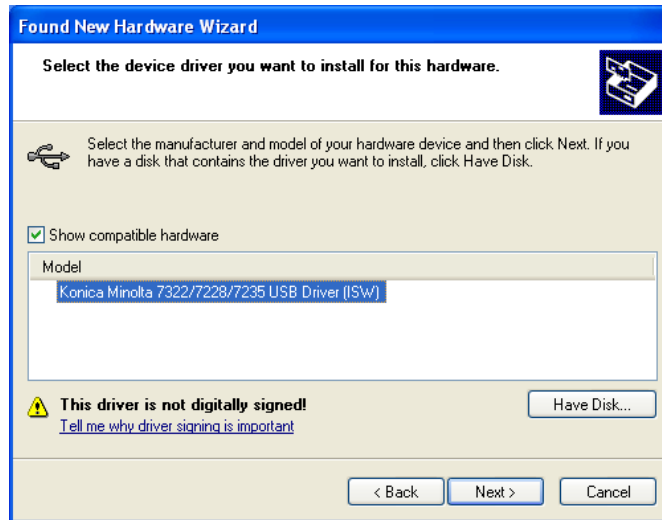 Found New Hardware Wizard
Select the device driver you want to install for this hardware.
Select the manufacturer and model of your hardware device and then click Next. If you
have a disk that contains the driver you want to install, click Have Disk.
Show compatible hardware
Model
Konica Minolta 7322/7228/7235 USB Driver (ISW)
This driver is not digitally signed!
Tell me why driver signing is important
Have Disk...
< Back
Next >
Cancel